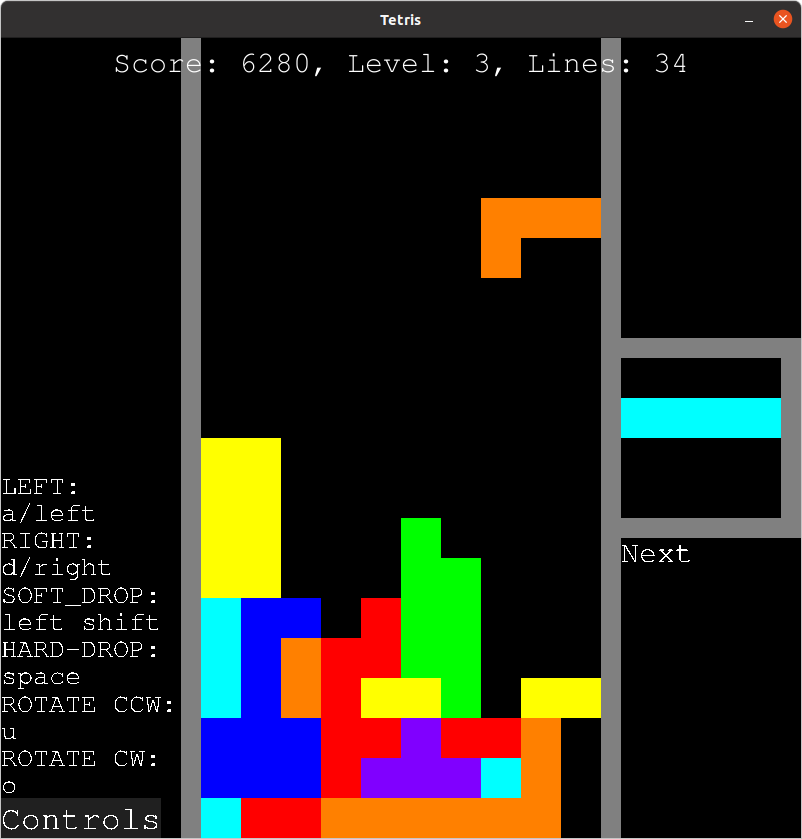 Tetris
Score: 6280, Level: 3, Lines: 34
LEFT:
a/left
RIGHT:
d/right
SOFT_DROP:
left shift
HARD-DROP:
space
ROTATE CCW:
u
ROTATE CW:
o
Controls
Next